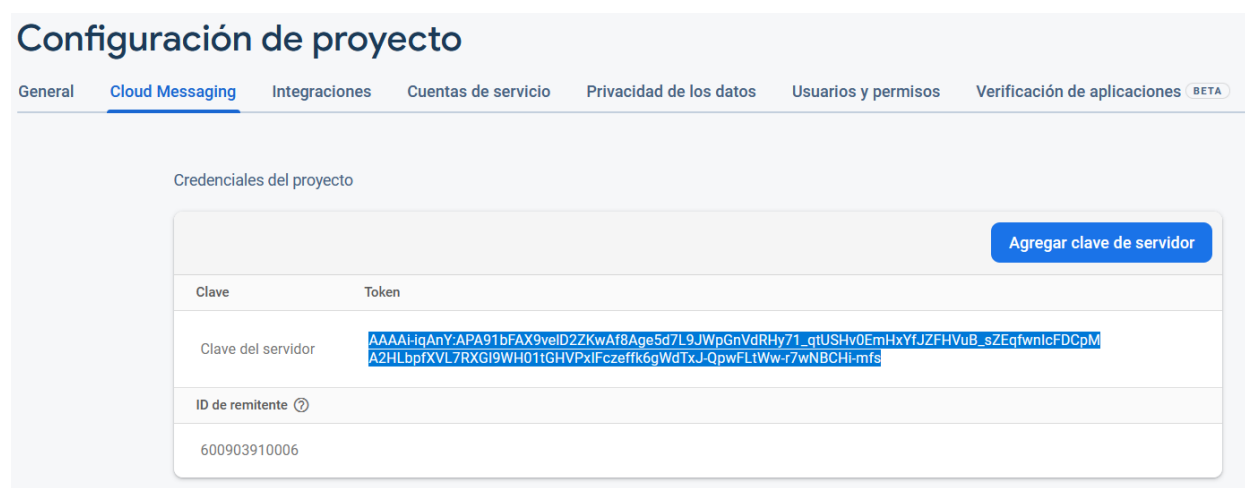 Configuración de proyecto
General Cloud Messaging Integraciones Cuentas de servicio Privacidad de los datos Usuarios y permisos Verificación de aplicaciones BETA
Credenciales del proyecto
Agregar clave de servidor
Clave Token
Clave del servidor
AAAAi-iqAnY:APA91bFAX9velD2ZKwAf8Age5d7L9JWpGnVdRHy71_qtUSHv0EmHxYfJZFHVuB_sZEqfwnIcFDCpM
A2HLbpfXVL7RXGI9WH01tGHVPxIFczeffk6gWdTxJ-QpwFLtWw-r7wNBCHi-mfs
ID de remitente ?
600903910006